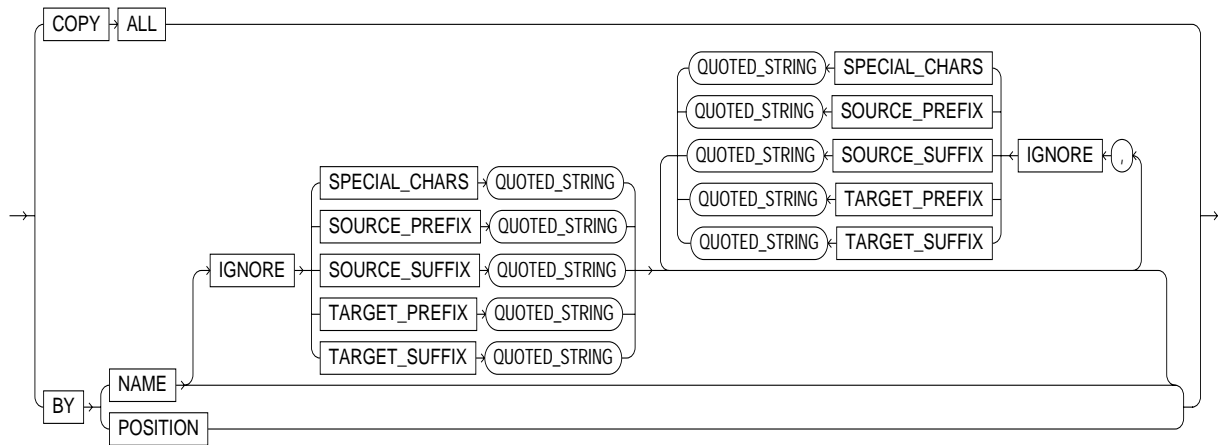 COPY ALL
QUOTED_STRING SPECIAL_CHARS
QUOTED_STRING SOURCE_PREFIX
QUOTED_STRING SOURCE_SUFFIX IGNORE ,
QUOTED_STRING TARGET_PREFIX
QUOTED_STRING TARGET_SUFFIX
SPECIAL_CHARS QUOTED_STRING
SOURCE_PREFIX QUOTED_STRING
IGNORE SOURCE_SUFFIX QUOTED_STRING
TARGET_PREFIX QUOTED_STRING
TARGET_SUFFIX QUOTED_STRING
NAME
BY
POSITION